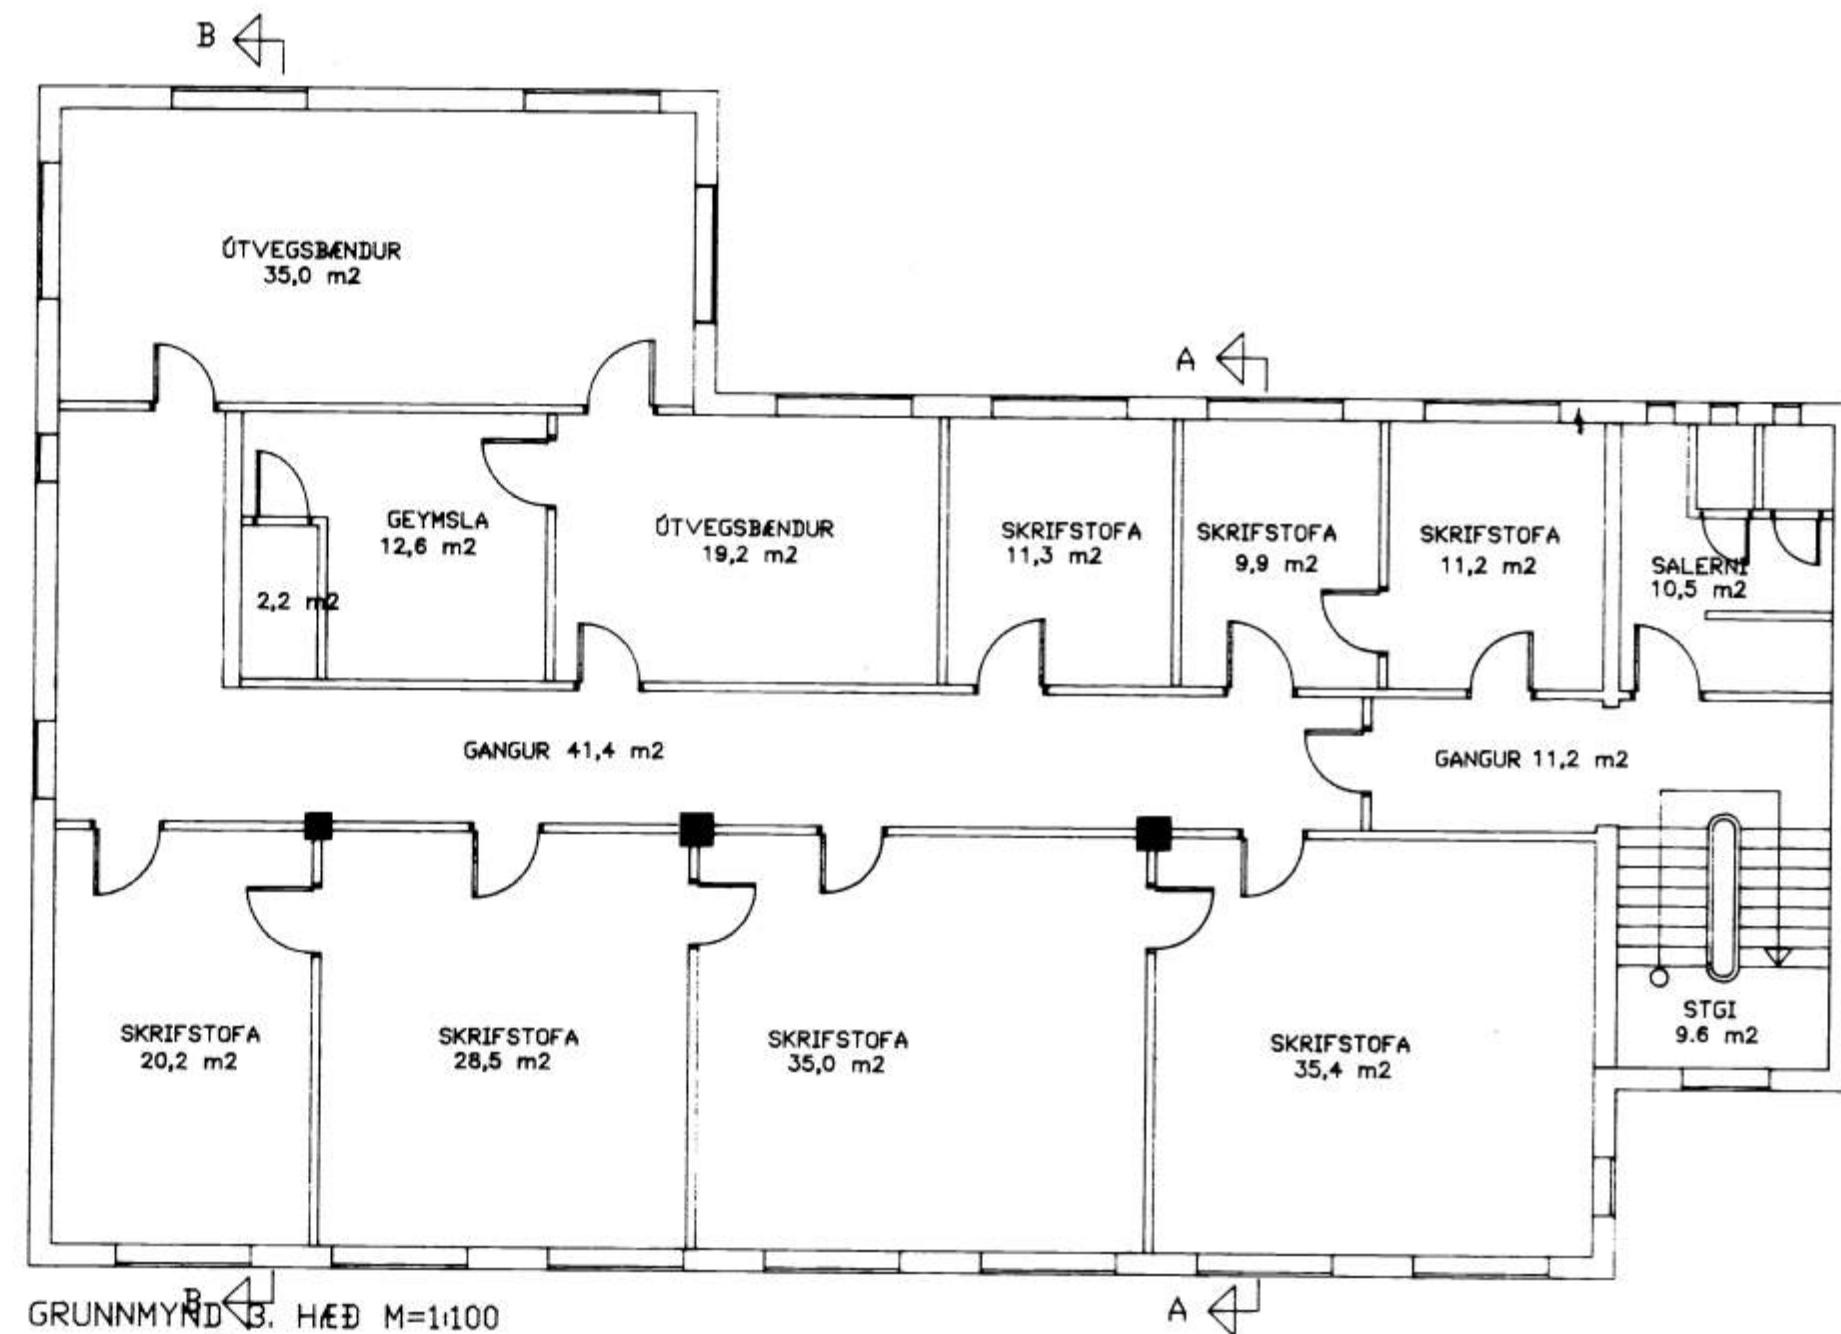 B
ÚTVEGSBÆNDUR
35,0 m2
A
GEYMSLA
12,6 m2
2,2 m2
ÚTVEGSBÆNDUR
19,2 m2
SKRIFSTOFA
11,3 m2
SKRIFSTOFA
9,9 m2
SKRIFSTOFA
11,2 m2
SALERNI
10,5 m2
GANGUR 41,4 m2
GANGUR 11,2 m2
SKRIFSTOFA
20,2 m2
SKRIFSTOFA
28,5 m2
SKRIFSTOFA
35,0 m2
SKRIFSTOFA
35,4 m2
STGI
9.6 m2
B
A
GRUNNMYND 3. HÆÐ M=1:100